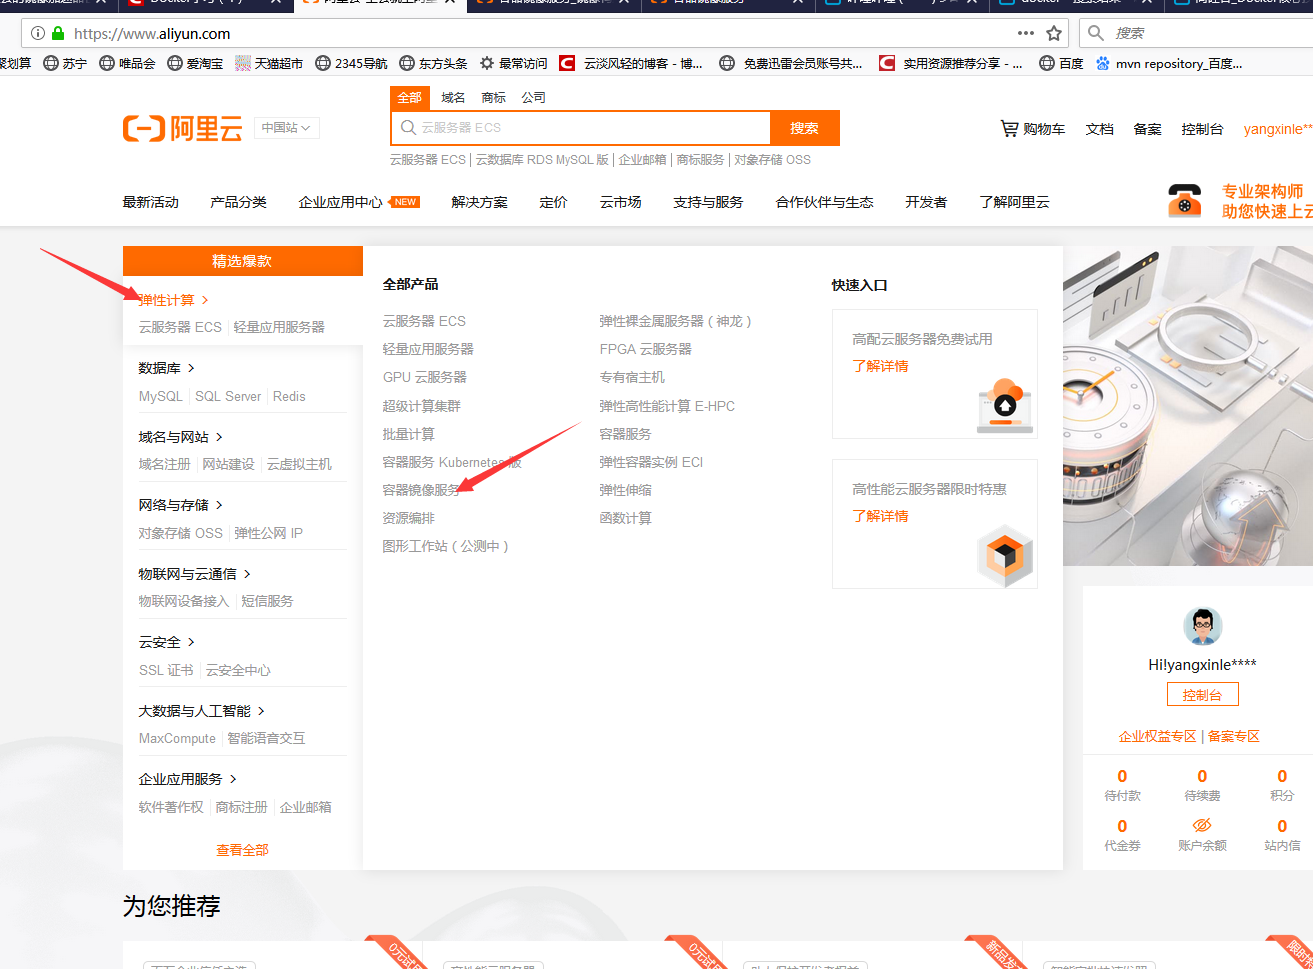 https://www.aliyun.com
搜索
聚划算 苏宁 唯品会 爱淘宝 天猫超市 2345导航 东方头条 最常访问 云淡风轻的博客 - 博... 免费迅雷会员账号共... 实用资源推荐分享 - ... 百度 mvn repository_百度...
全部 域名 商标 公司
阿里云 中国站
云服务器 ECS 搜索
购物车 文档 备案 控制台 yangxinle**
云服务器 ECS | 云数据库 RDS MySQL 版 | 企业邮箱 | 商标服务 | 对象存储 OSS
最新活动 产品分类 企业应用中心 NEW 解决方案 定价 云市场 支持与服务 合作伙伴与生态 开发者 了解阿里云
专业架构师
助您快速上云
精选爆款
弹性计算 >
云服务器 ECS 轻量应用服务器
数据库 >
MySQL SQL Server Redis
域名与网站 >
域名注册 网站建设 云虚拟主机
网络与存储 >
对象存储 OSS 弹性公网 IP
物联网与云通信 >
物联网设备接入 短信服务
云安全 >
SSL 证书 云安全中心
大数据与人工智能 >
MaxCompute 智能语音交互
企业应用服务 >
软件著作权 商标注册 企业邮箱
查看全部
全部产品
云服务器 ECS
轻量应用服务器
GPU 云服务器
超级计算集群
批量计算
容器服务 Kubernetes 版
容器镜像服务
资源编排
图形工作站（公测中）
弹性裸金属服务器（神龙）
FPGA 云服务器
专有宿主机
弹性高性能计算 E-HPC
容器服务
弹性容器实例 ECI
弹性伸缩
函数计算
快速入口
高配云服务器免费试用
了解详情
高性能云服务器限时特惠
了解详情
Hi!yangxinle****
控制台
企业权益专区 | 备案专区
0 0 0
待付款 待续费 积分
0 0
代金券 账户余额 站内信
为您推荐
0元试用 0元试用 新品发 限时